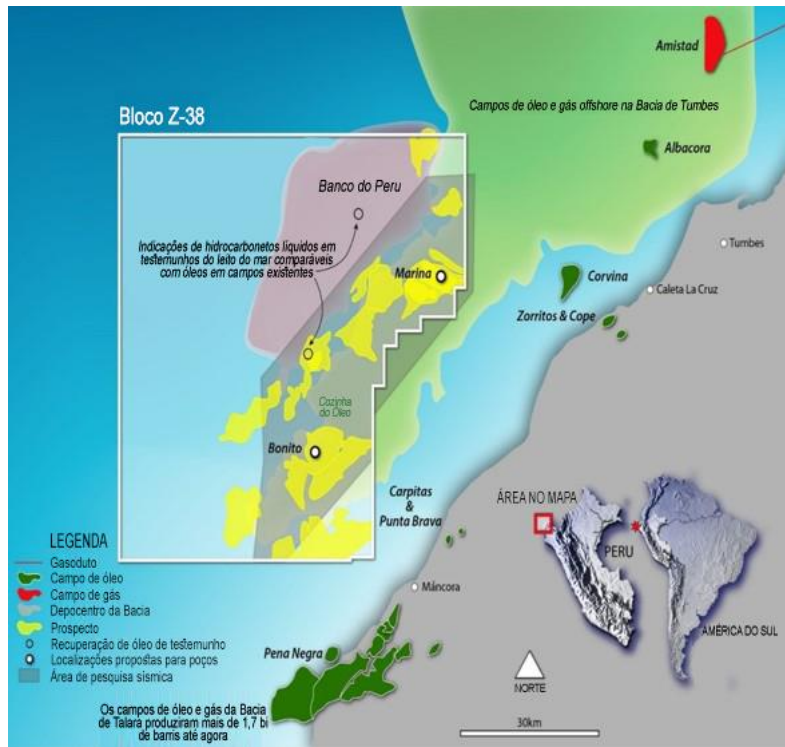 Amistad
Campos de óleo e gás offshore na Bacia de Tumbes
Bloco Z-38
Albacora
Banco do Peru
Tumbes
Indicações de hidrocarbonetos líquidos em
testemunhos do leito do mar comparáveis
com óleos em campos existentes
Marina
Corvina
Caleta La Cruz
Zorritos & Cope
Cozinha
do Óleo
Bonito
Carpitas
&
Punta Brava
ÁREA NO MAPA
PERU
AMÉRICA DO SUL
LEGENDA
Gasoduto
Campo de óleo
Campo de gás
Depocentro da Bacia
Prospecto
Recuperação de óleo de testemunho
Localizações propostas para poços
Área de pesquisa sísmica
Máncora
Pena Negra
NORTE
Os campos de óleo e gás da Bacia
de Talara produziram mais de 1,7 bi
de barris até agora
30km